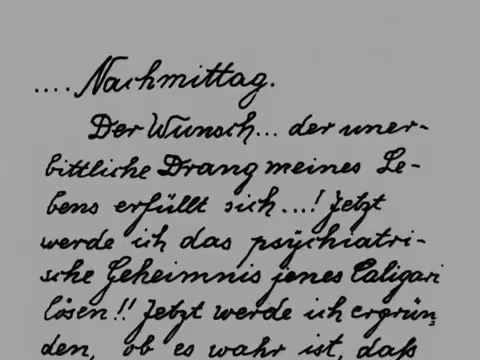 .... Nachmittag.
Der Wunsch... der uner-
bittliche Drang meines Le-
bens erfüllt sich...! Jetzt
werde ich das psychiatri-
sche Geheimnis jenes Caligari
lösen!! Jetzt werde ich ergrün-
den, ob es wahr ist, daß